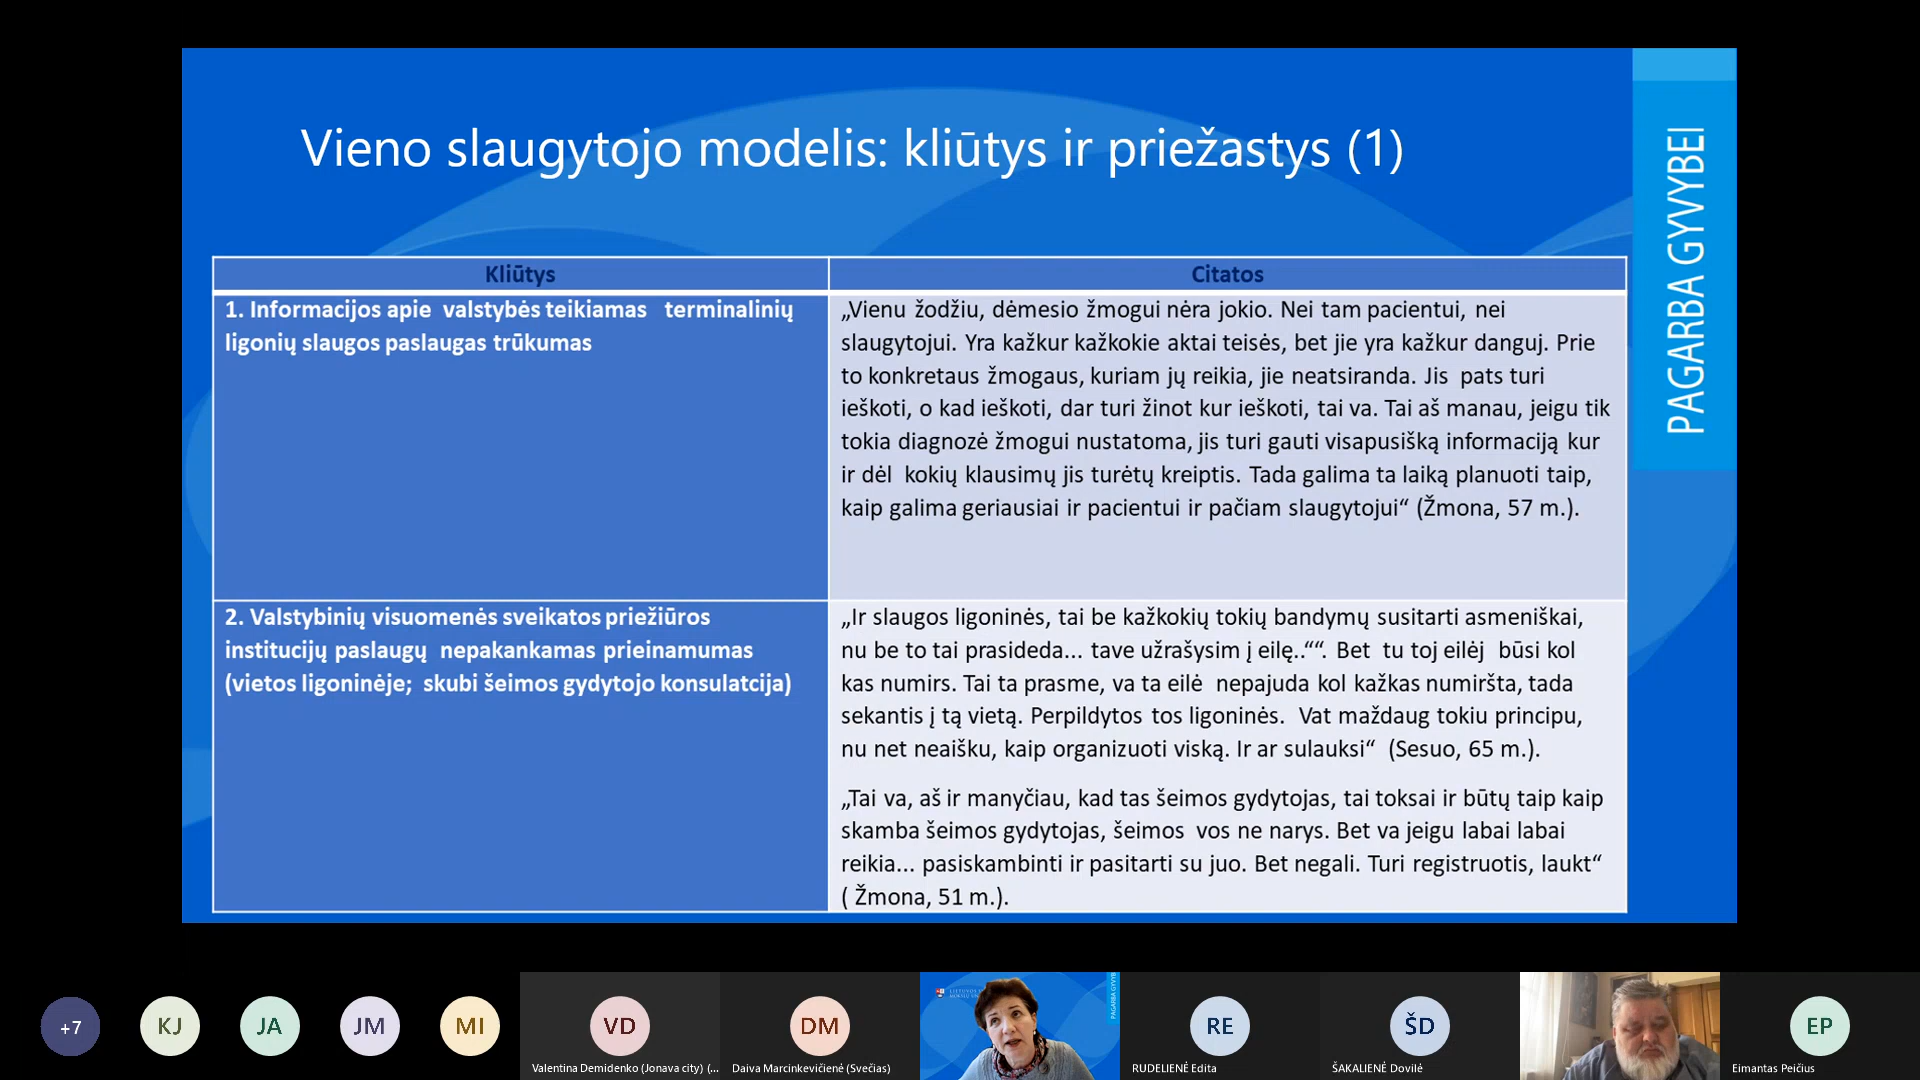 Vieno slaugytojo modelis: kliūtys ir priežastys (1)
PAGARBA GYVYBEI
Kliūtys
Citatos
1. Informacijos apie valstybės teikiamas terminalinių
ligonių slaugos paslaugas trūkumas
„Vienu žodžiu, dėmesio žmogui nėra jokio. Nei tam pacientui, nei
slaugytojui. Yra kažkur kažkokie aktai teisės, bet jie yra kažkur danguj. Prie
to konkretaus žmogaus, kuriam jų reikia, jie neatsiranda. Jis pats turi
ieškoti, o kad ieškoti, dar turi žinot kur ieškoti, tai va. Tai aš manau, jeigu tik
tokia diagnozė žmogui nustatoma, jis turi gauti visapusišką informaciją kur
ir dėl kokių klausimų jis turėtų kreiptis. Tada galima ta laiką planuoti taip,
kaip galima geriausiai ir pacientui ir pačiam slaugytojui“ (Žmona, 57 m.).
2. Valstybinių visuomenės sveikatos priežiūros
institucijų paslaugų nepakankamas prieinamumas
(vietos ligoninėje; skubi šeimos gydytojo konsulatcija)
„Ir slaugos ligoninės, tai be kažkokių tokių bandymų susitarti asmeniškai,
nu be to tai prasideda... tave užrašysim į eilę..““. Bet tu toj eilėj būsi kol
kas numirs. Tai ta prasme, va ta eilė nepajuda kol kažkas numiršta, tada
sekantis į tą vietą. Perpildytos tos ligoninės. Vat maždaug tokiu principu,
nu net neaišku, kaip organizuoti viską. Ir ar sulauksi“ (Sesuo, 65 m.).
„Tai va, aš ir manyčiau, kad tas šeimos gydytojas, tai toksai ir būtų taip kaip
skamba šeimos gydytojas, šeimos vos ne narys. Bet va jeigu labai labai
reikia... pasiskambinti ir pasitarti su juo. Bet negali. Turi registruotis, laukt“
( Žmona, 51 m.).
+7
KJ
JA
JM
MI
VD
Valentina Demidenko (Jonava city) (...
DM
Daiva Marcinkevičienė (Svečias)
PAGARBA GYVYBEI
RE
RUDELIENĖ Edita
ŠD
ŠAKALIENĖ Dovilė
EP
Eimantas Peičius